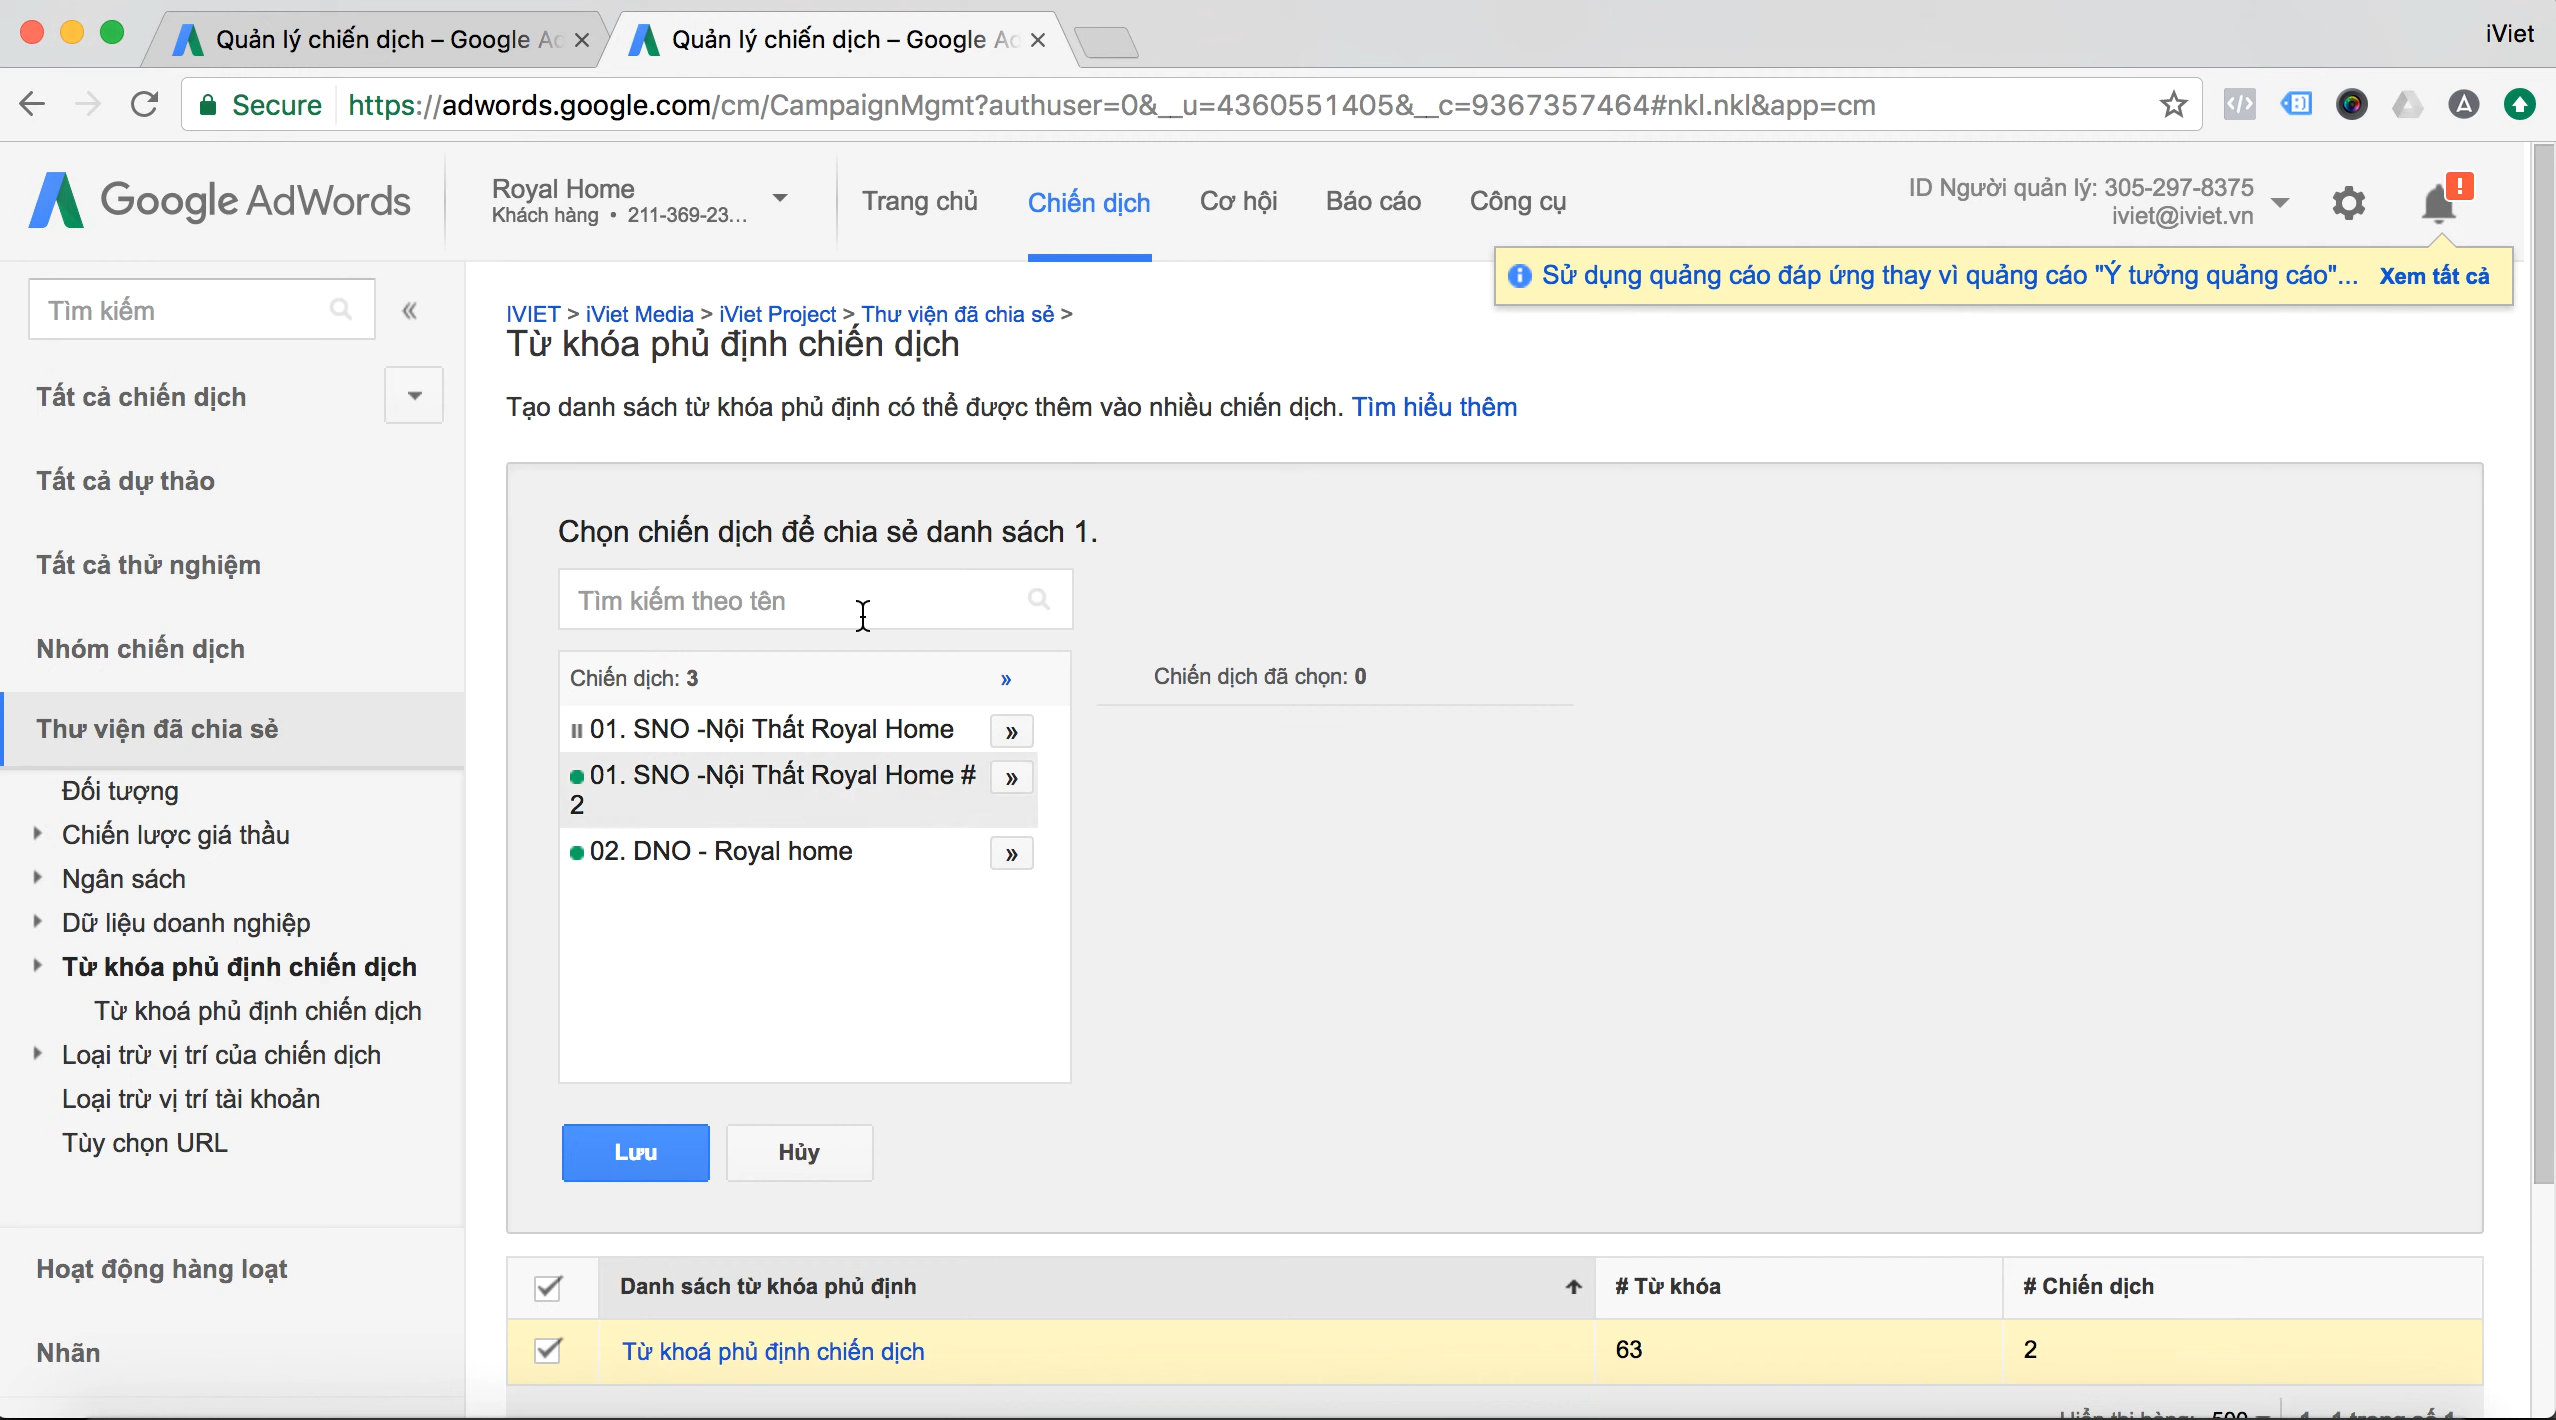 Quản lý chiến dịch – Google Ad
Quản lý chiến dịch – Google Ad
iViet
Secure
https://adwords.google.com/cm/CampaignMgmt?authuser=0&__u=4360551405&__c=9367357464#nkl.nkl&app=cm
Google AdWords
Royal Home
Khách hàng • 211-369-23...
Trang chủ
Chiến dịch
Cơ hội
Báo cáo
Công cụ
ID Người quản lý: 305-297-8375
iviet@iviet.vn
!
Sử dụng quảng cáo đáp ứng thay vì quảng cáo "Ý tưởng quảng cáo"... Xem tất cả
Tìm kiếm
«
Tất cả chiến dịch
Tất cả dự thảo
Tất cả thử nghiệm
Nhóm chiến dịch
Thư viện đã chia sẻ
Đối tượng
Chiến lược giá thầu
Ngân sách
Dữ liệu doanh nghiệp
Từ khóa phủ định chiến dịch
Từ khoá phủ định chiến dịch
Loại trừ vị trí của chiến dịch
Loại trừ vị trí tài khoản
Tùy chọn URL
Hoạt động hàng loạt
Nhãn
IVIET > iViet Media > iViet Project > Thư viện đã chia sẻ >
Từ khóa phủ định chiến dịch
Tạo danh sách từ khóa phủ định có thể được thêm vào nhiều chiến dịch. Tìm hiểu thêm
Chọn chiến dịch để chia sẻ danh sách 1.
Tìm kiếm theo tên
Chiến dịch: 3 »
01. SNO -Nội Thất Royal Home »
01. SNO -Nội Thất Royal Home # »
2
02. DNO - Royal home »
Chiến dịch đã chọn: 0
Lưu
Hủy
Danh sách từ khóa phủ định
# Từ khóa
# Chiến dịch
Từ khoá phủ định chiến dịch
63
2